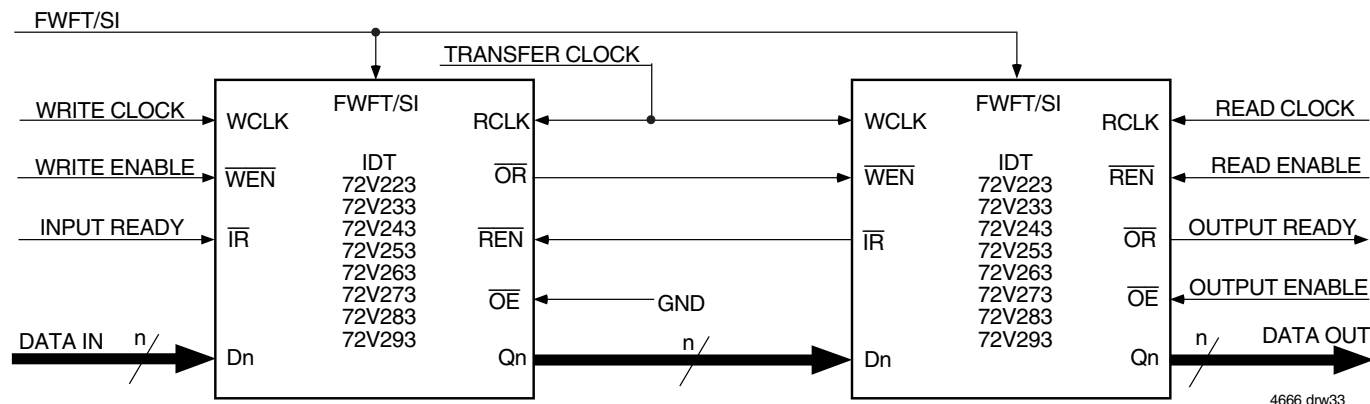 FWFT/SI
TRANSFER CLOCK
WRITE CLOCK
WRITE ENABLE
INPUT READY
DATA IN
n
FWFT/SI
WCLK
WEN
IR
Dn
IDT
72V223
72V233
72V243
72V253
72V263
72V273
72V283
72V293
RCLK
OR
REN
OE
Qn
GND
n
FWFT/SI
WCLK
WEN
IR
Dn
IDT
72V223
72V233
72V243
72V253
72V263
72V273
72V283
72V293
RCLK
REN
OR
OE
Qn
READ CLOCK
READ ENABLE
OUTPUT READY
OUTPUT ENABLE
n
DATA OUT
4666 drw33